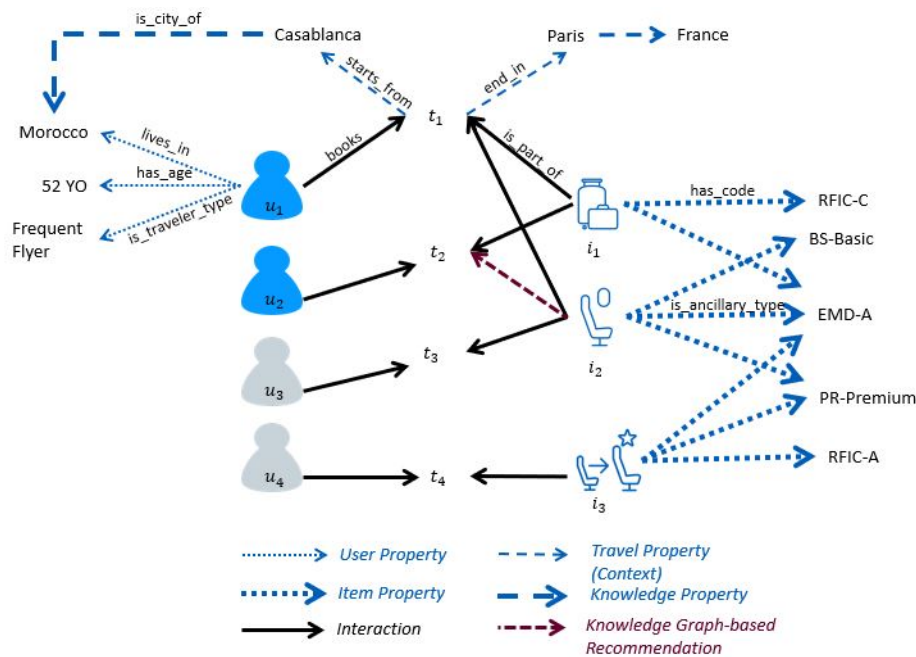 is_city_of
Casablanca
Paris
France
starts_from
end_in
t1
Morocco
lives_in
books
is_part_of
52 YO
has_age
u1
has_code
RFIC-C
Frequent
Flyer
is_traveler_type
i1
BS-Basic
t2
u2
is_ancillary_type
EMD-A
i2
t3
u3
PR-Premium
t4
u4
i3
RFIC-A
User Property
Travel Property
(Context)
Item Property
Knowledge Property
Interaction
Knowledge Graph-based
Recommendation